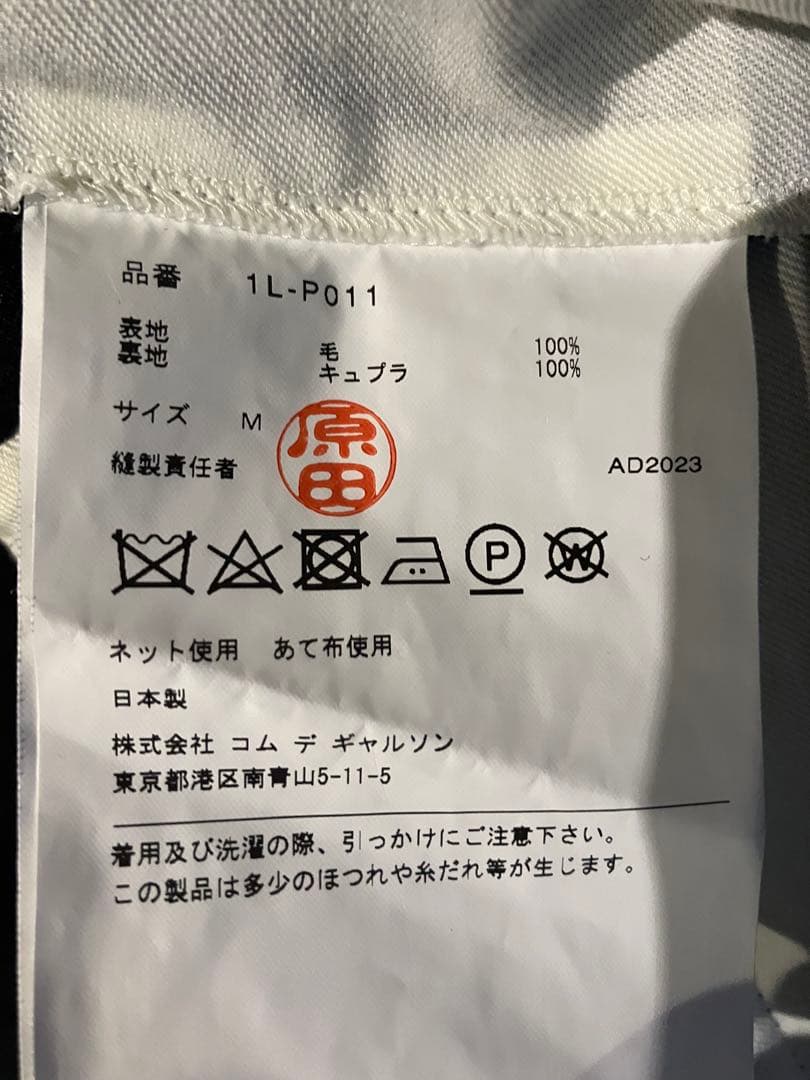 品番 1L-P011
表地 毛 100%
裏地 キュプラ 100%
サイズ M
原田
縫製責任者 AD2023
P W
ネット使用 あて布使用
日本製
株式会社 コム デ ギャルソン
東京都港区南青山5-11-5
着用及び洗濯の際、引っかけにご注意下さい。
この製品は多少のほつれや糸だれ等が生じます。